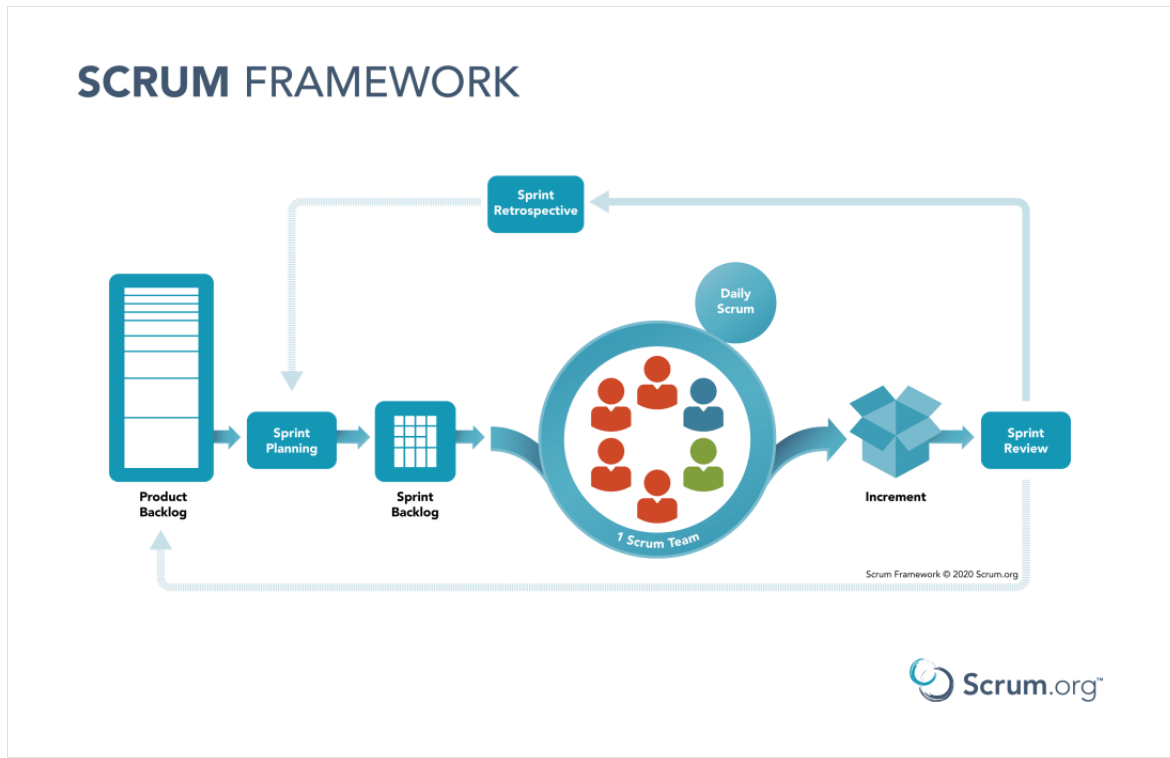 SCRUM FRAMEWORK
Sprint
Retrospective
Daily
Scrum
Sprint
Planning
Sprint
Review
Product
Backlog
Sprint
Backlog
1 Scrum Team
Increment
Scrum Framework © 2020 Scrum.org
Scrum.org™